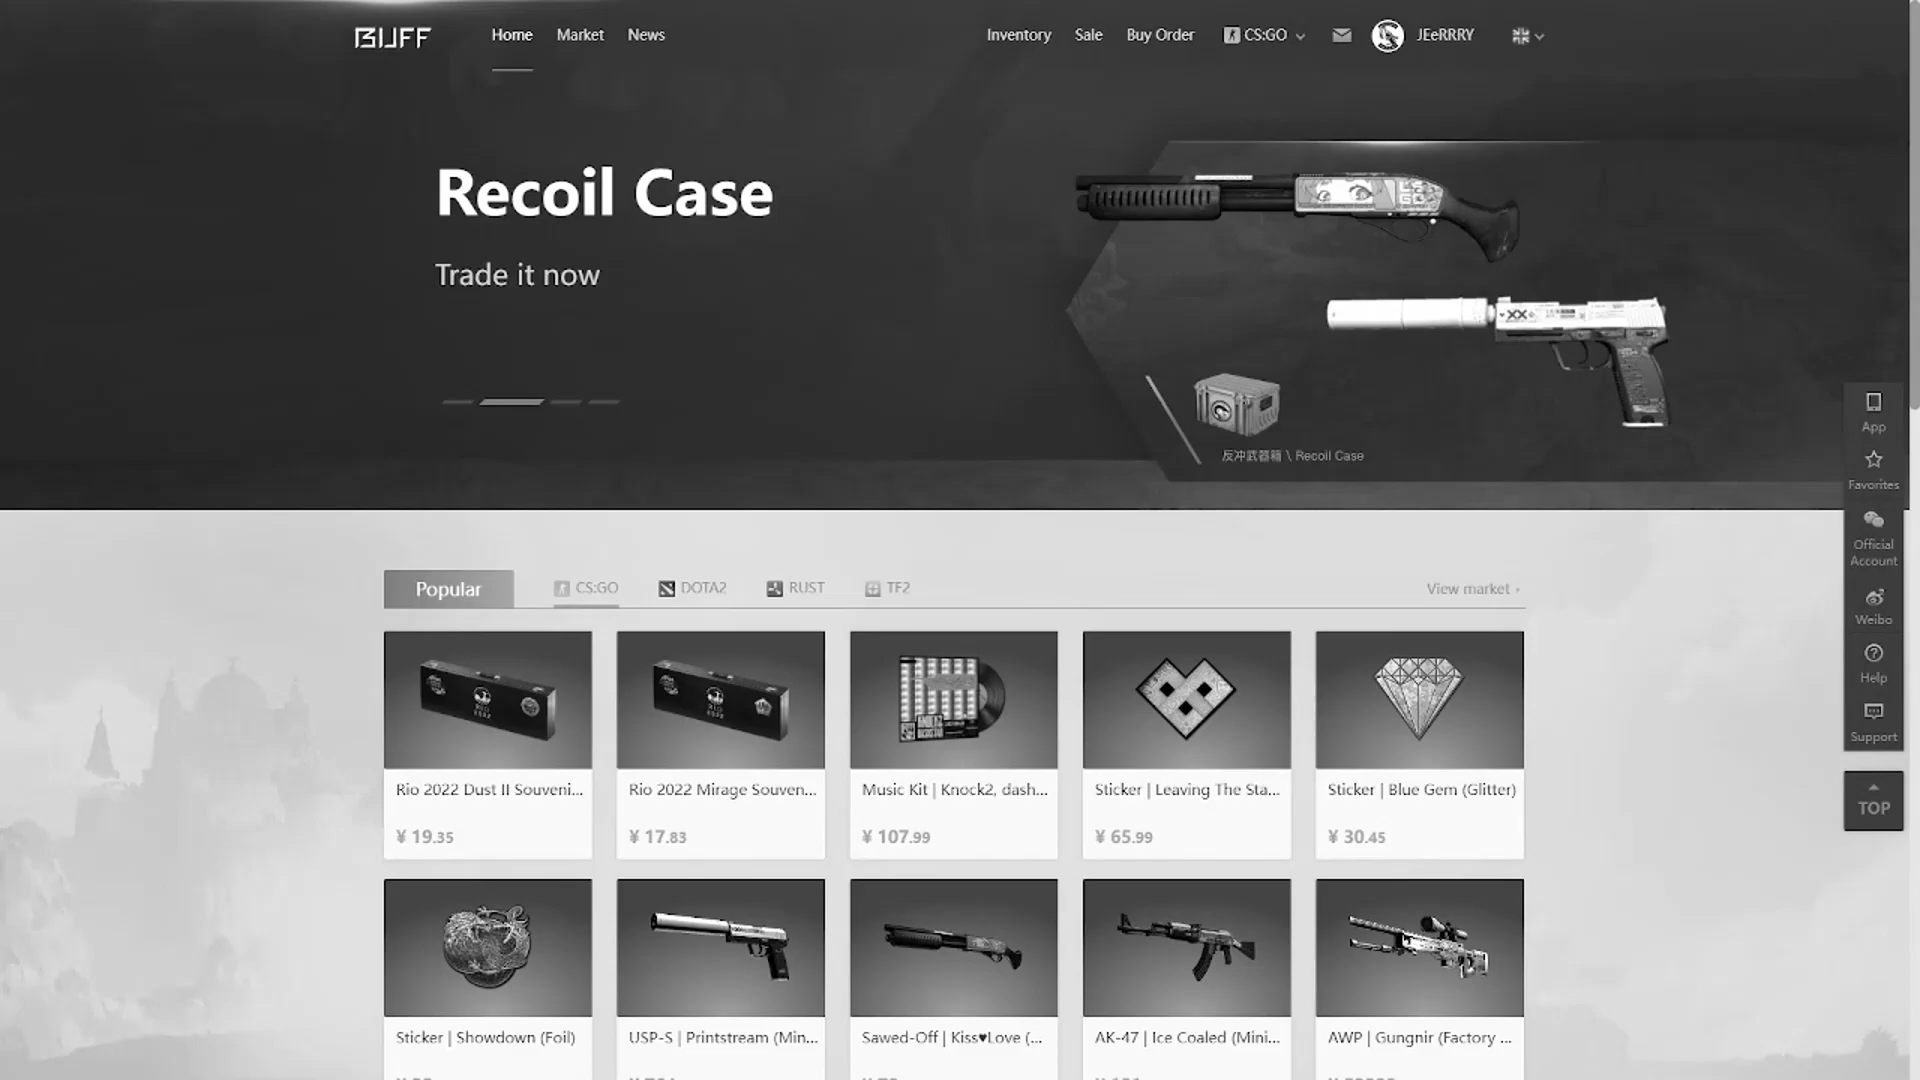 BUFF
Home
Market
News
Inventory
Sale
Buy Order
CS:GO
JEeRRRY
Recoil Case
Trade it now
反冲武器箱 \ Recoil Case
App
Favorites
Official
Account
Weibo
Help
Support
TOP
Popular
CS:GO
DOTA2
RUST
TF2
View market
Rio 2022 Dust II Souveni...
Rio 2022 Mirage Souven...
Music Kit | Knock2, dash...
Sticker | Leaving The Sta...
Sticker | Blue Gem (Glitter)
¥ 19.35
¥ 17.83
¥ 107.99
¥ 65.99
¥ 30.45
Sticker | Showdown (Foil)
USP-S | Printstream (Min...
Sawed-Off | Kiss♥Love (...
AK-47 | Ice Coaled (Mini...
AWP | Gungnir (Factory ...